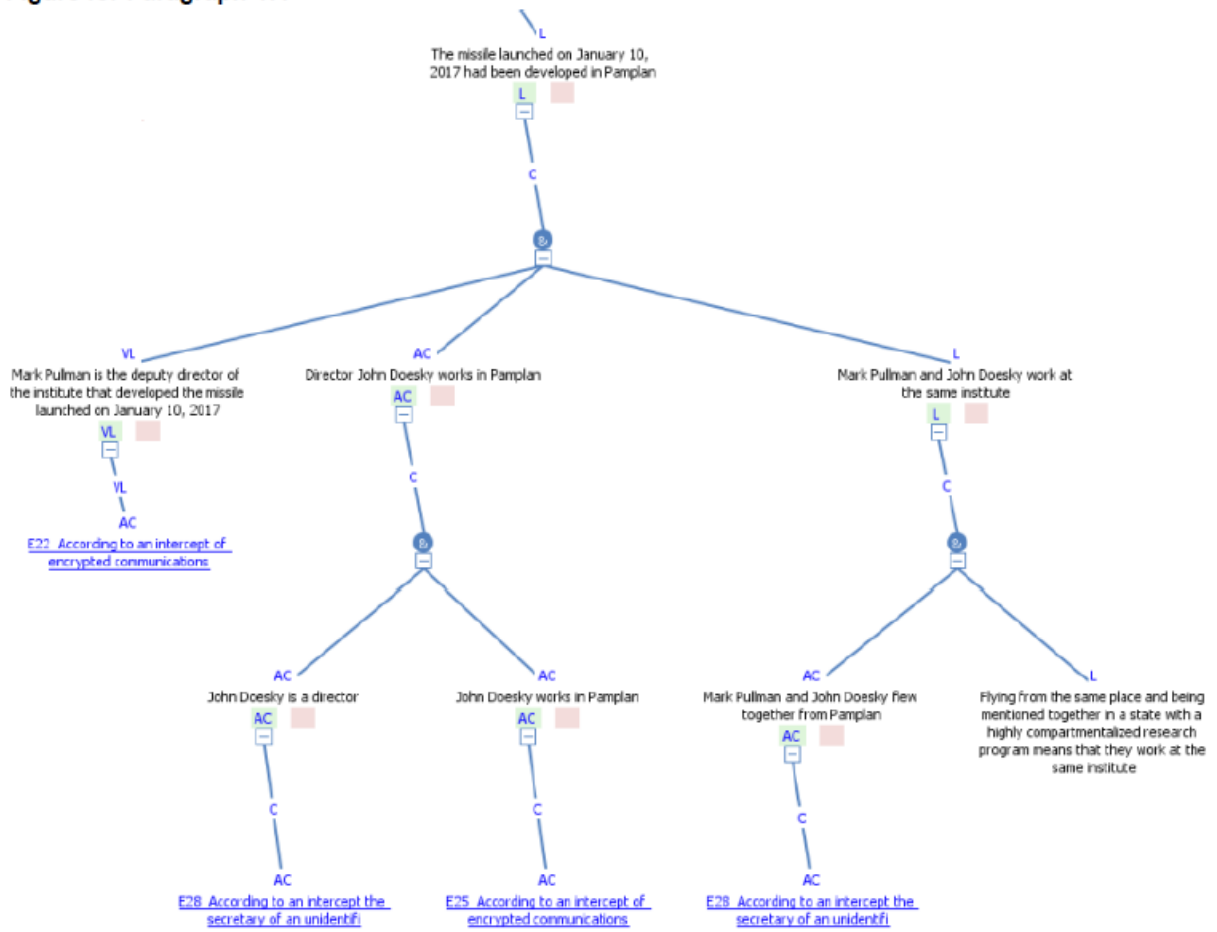 L
The missile launched on January 10,
2017 had been developed in Pamplan
L
C
&
VL
AC
L
Mark Pullman is the deputy director of
the institute that developed the missile
launched on January 10, 2017
VL
VL
AC
E22 According to an intercept of
encrypted communications
Director John Doesky works in Pamplan
AC
C
&
Mark Pullman and John Doesky work at
the same institute
L
C
&
AC
John Doesky is a director
AC
C
AC
E28 According to an intercept the
secretary of an unidentifi
AC
John Doesky works in Pamplan
AC
C
AC
E25 According to an intercept of
encrypted communications
AC
Mark Pullman and John Doesky flew
together from Pamplan
AC
C
AC
E28 According to an intercept the
secretary of an unidentifi
L
Flying from the same place and being
mentioned together in a state with a
highly compartmentalized research
program means that they work at the
same institute